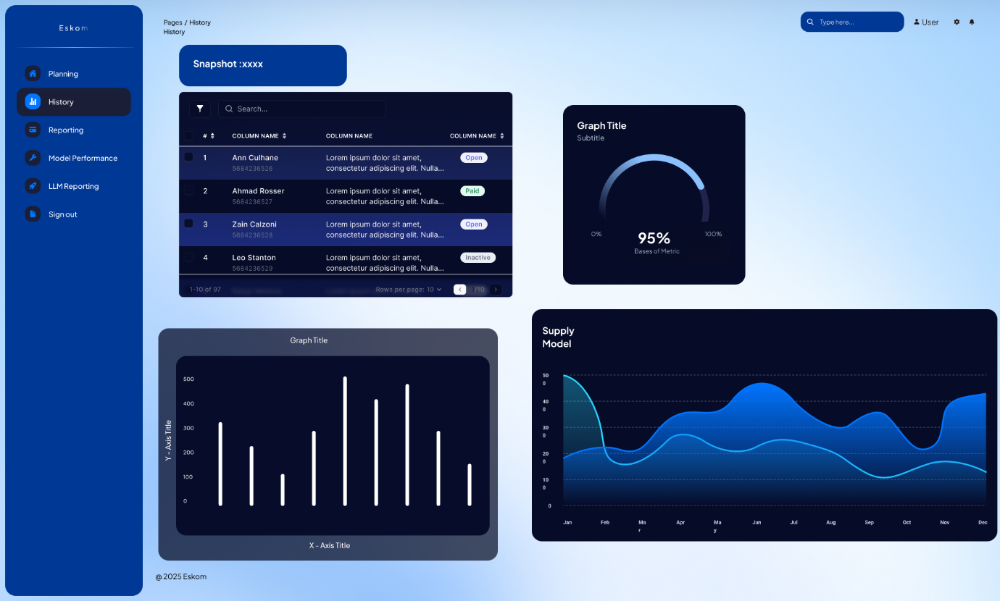 Eskom
Planning
History
Reporting
Model Performance
LLM Reporting
Sign out
Pages / History
History
Type here...
User
Snapshot :xxxx
Search...
# COLUMN NAME COLUMN NAME COLUMN NAME
1 Ann Culhane Lorem ipsum dolor sit amet, Open
5684236526 consectetur adipiscing elit. Nulla...
2 Ahmad Rosser Lorem ipsum dolor sit amet, Paid
5684236527 consectetur adipiscing elit. Nulla...
3 Zain Calzoni Lorem ipsum dolor sit amet, Open
5684236528 consectetur adipiscing elit. Nulla...
4 Leo Stanton Lorem ipsum dolor sit amet, Inactive
5684236529 consectetur adipiscing elit. Nulla...
1-10 of 97 Rows per page: 10 /10
Graph Title
Subtitle
0% 100%
95%
Bases of Metric
Graph Title
500
400
300
200
100
0
Y - Axis Title
X - Axis Title
Supply
Model
50
0
40
0
30
0
20
0
10
0
0
Jan Feb Ma Apr Ma Jun Jul Aug Sep Oct Nov Dec
r y
@ 2025 Eskom